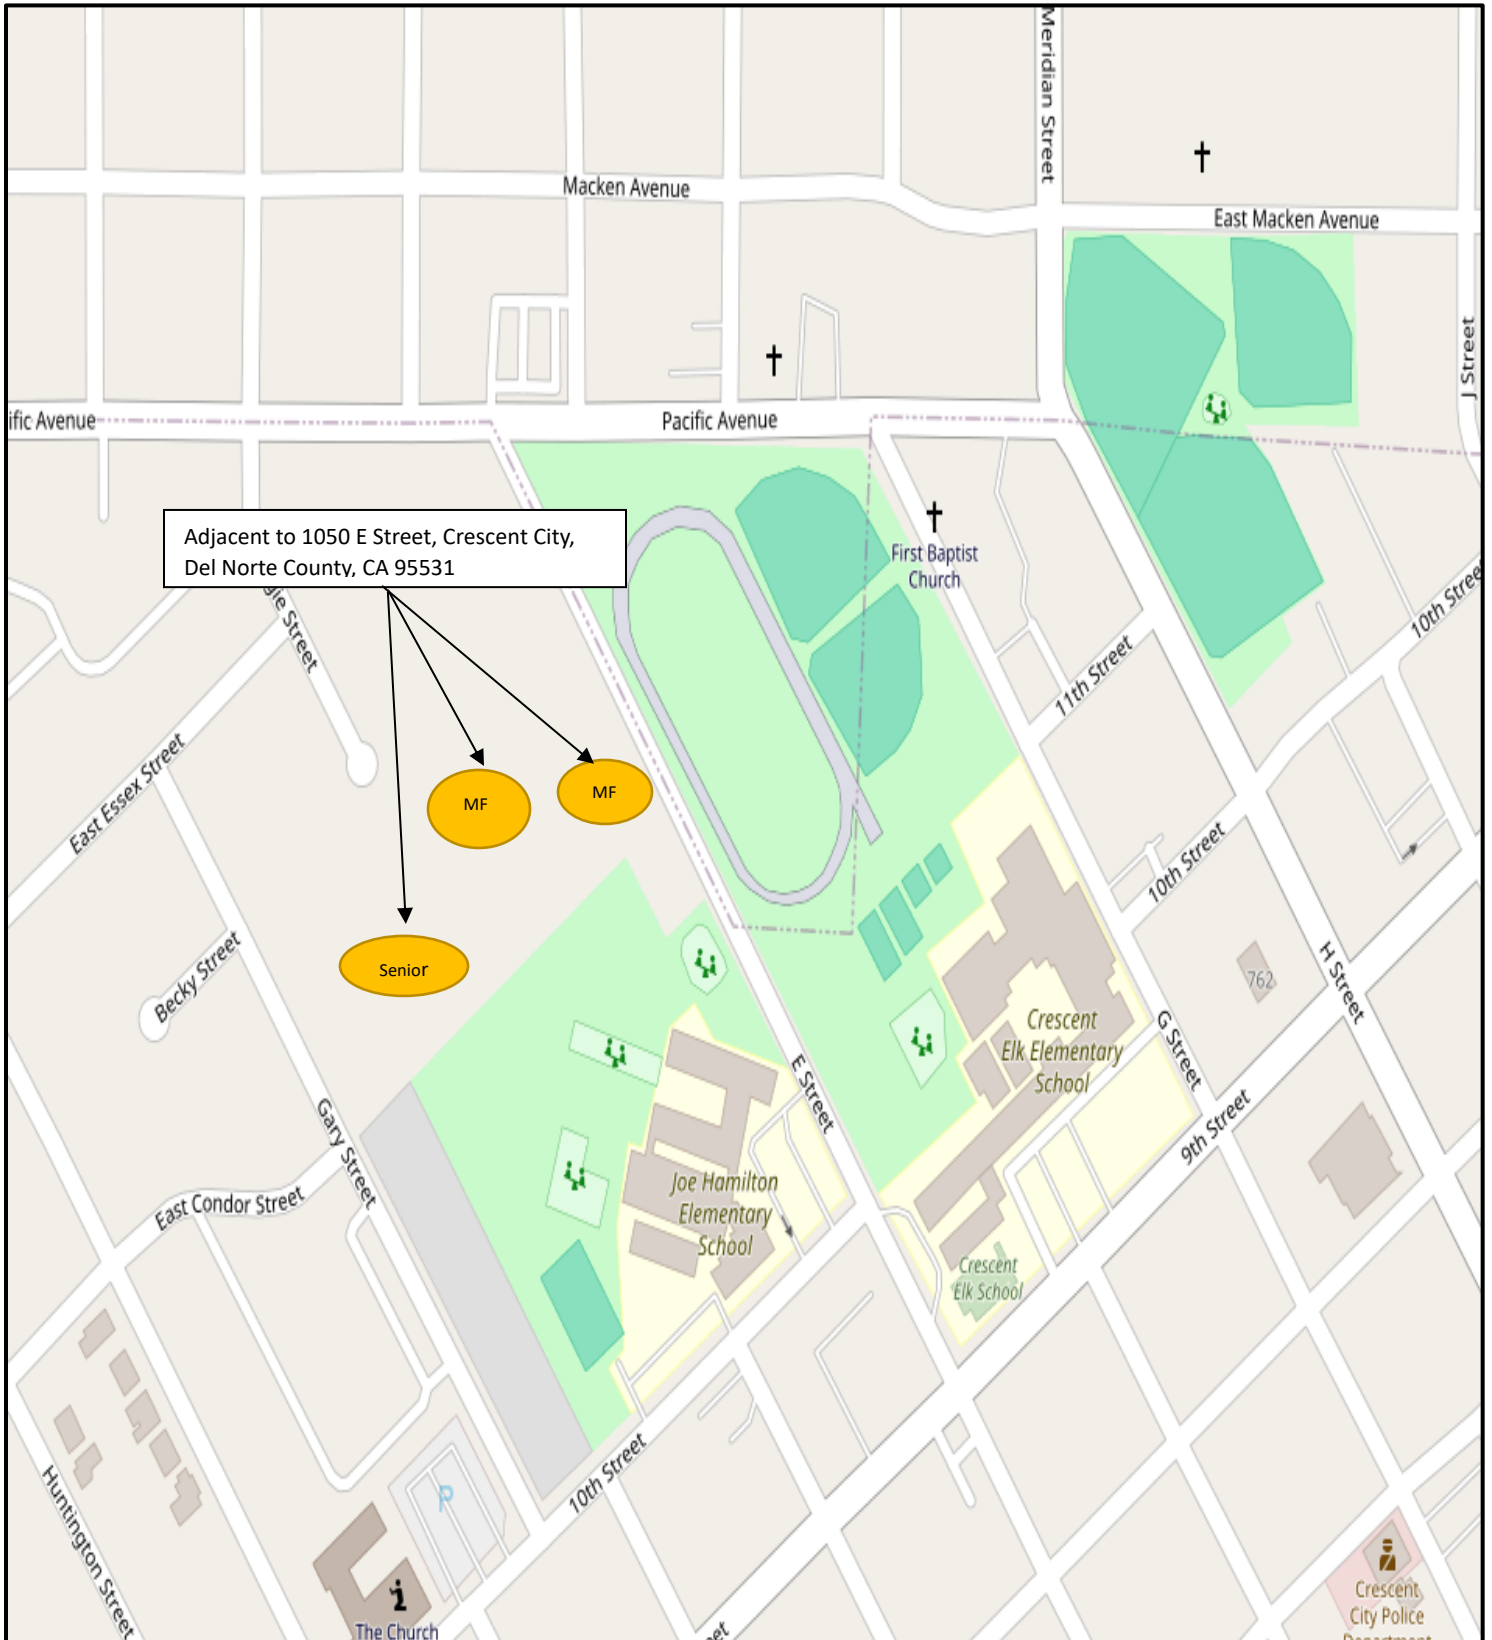 Meridian Street
Macken Avenue
East Macken Avenue
J Street
ific Avenue
Pacific Avenue
Adjacent to 1050 E Street, Crescent City,
Del Norte County, CA 95531
First Baptist
Church
gie Street
10th Street
11th Street
East Essex Street
MF
MF
10th Street
Senior
Becky Street
762
H Street
Crescent
Elk Elementary
School
G Street
E Street
9th Street
Gary Street
East Condor Street
Joe Hamilton
Elementary
School
Crescent
Elk School
10th Street
P
Huntington Street
The Church
Crescent
City Police
Department
eet